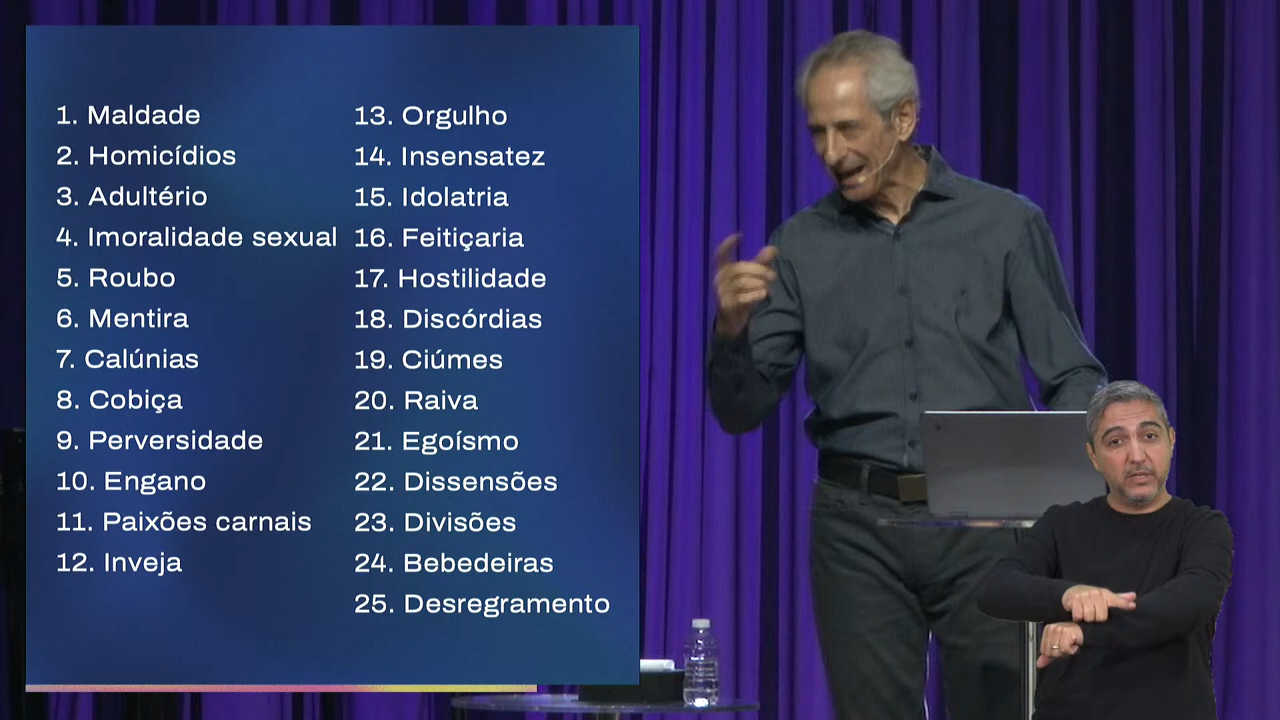 1. Maldade
2. Homicídios
3. Adultério
4. Imoralidade sexual
5. Roubo
6. Mentira
7. Calúnias
8. Cobiça
9. Perversidade
10. Engano
11. Paixões carnais
12. Inveja
13. Orgulho
14. Insensatez
15. Idolatria
16. Feitiçaria
17. Hostilidade
18. Discórdias
19. Ciúmes
20. Raiva
21. Egoísmo
22. Dissensões
23. Divisões
24. Bebedeiras
25. Desregramento